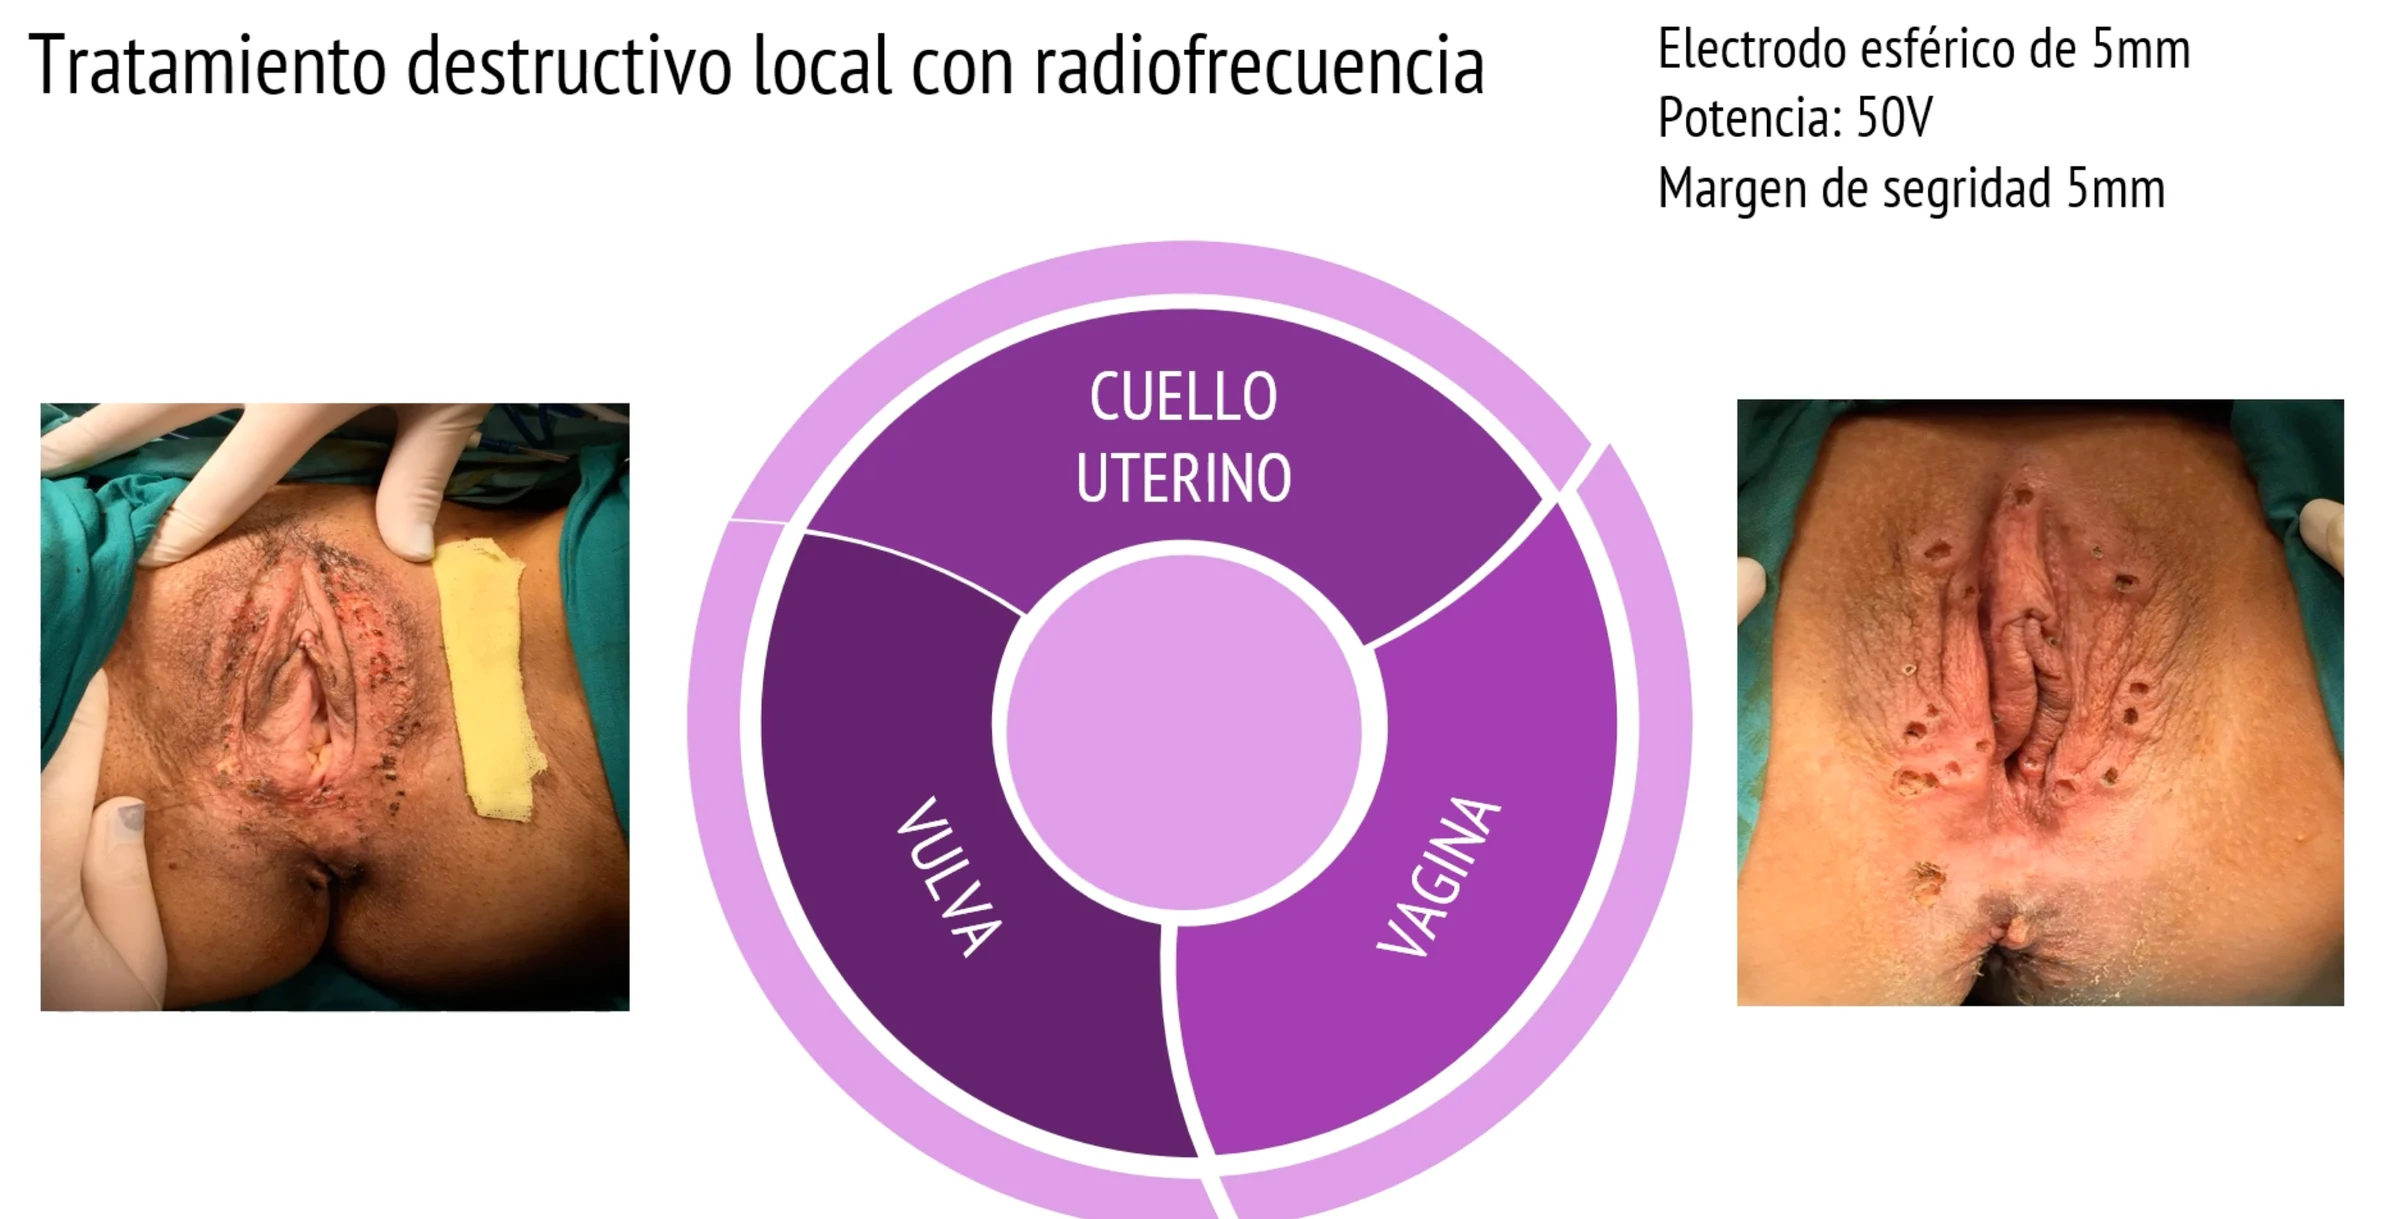 Tratamiento destructivo local con radiofrecuencia
Electrodo esférico de 5mm
Potencia: 50V
Margen de segridad 5mm
CUELLO
UTERINO
VULVA
VAGINA